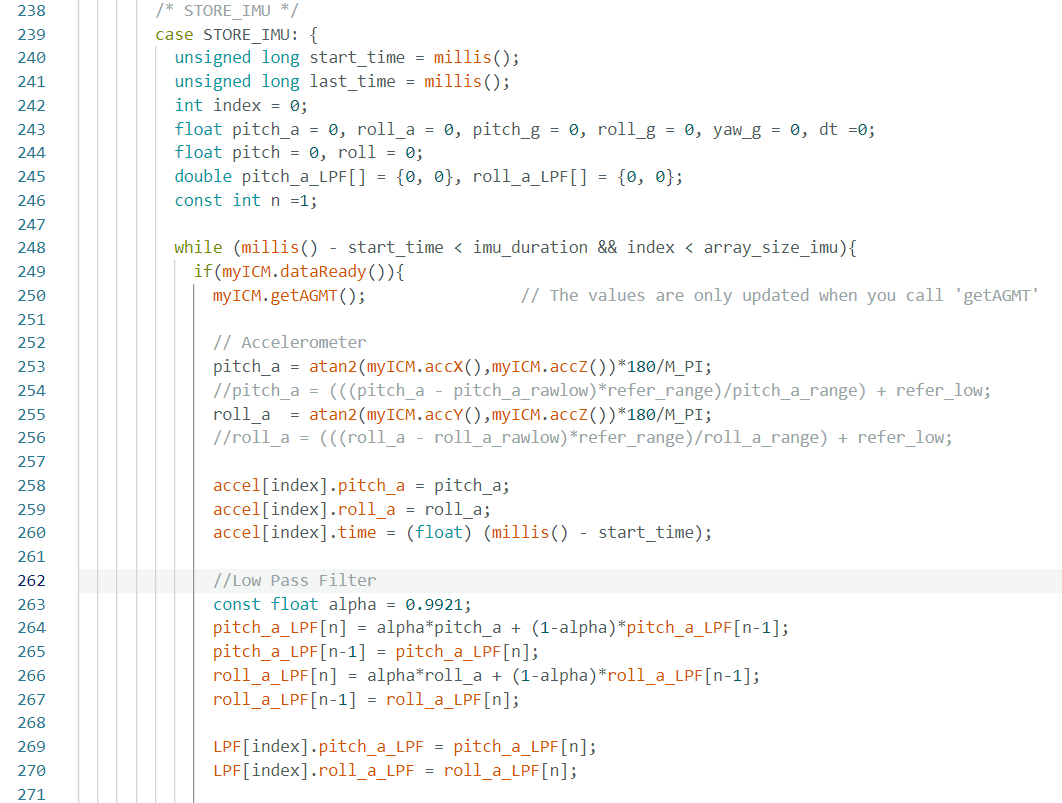 238 /* STORE_IMU */
239 case STORE_IMU: {
240 unsigned long start_time = millis();
241 unsigned long last_time = millis();
242 int index = 0;
243 float pitch_a = 0, roll_a = 0, pitch_g = 0, roll_g = 0, yaw_g = 0, dt =0;
244 float pitch = 0, roll = 0;
245 double pitch_a_LPF[] = {0, 0}, roll_a_LPF[] = {0, 0};
246 const int n =1;
247
248 while (millis() - start_time < imu_duration && index < array_size_imu){
249 if(myICM.dataReady()){
250 myICM.getAGMT();                // The values are only updated when you call 'getAGMT'
251
252 // Accelerometer
253 pitch_a = atan2(myICM.accX(),myICM.accZ())*180/M_PI;
254 //pitch_a = (((pitch_a - pitch_a_rawlow)*refer_range)/pitch_a_range) + refer_low;
255 roll_a  = atan2(myICM.accY(),myICM.accZ())*180/M_PI;
256 //roll_a = (((roll_a - roll_a_rawlow)*refer_range)/roll_a_range) + refer_low;
257
258 accel[index].pitch_a = pitch_a;
259 accel[index].roll_a = roll_a;
260 accel[index].time = (float) (millis() - start_time);
261
262 //Low Pass Filter
263 const float alpha = 0.9921;
264 pitch_a_LPF[n] = alpha*pitch_a + (1-alpha)*pitch_a_LPF[n-1];
265 pitch_a_LPF[n-1] = pitch_a_LPF[n];
266 roll_a_LPF[n] = alpha*roll_a + (1-alpha)*roll_a_LPF[n-1];
267 roll_a_LPF[n-1] = roll_a_LPF[n];
268
269 LPF[index].pitch_a_LPF = pitch_a_LPF[n];
270 LPF[index].roll_a_LPF = roll_a_LPF[n];
271